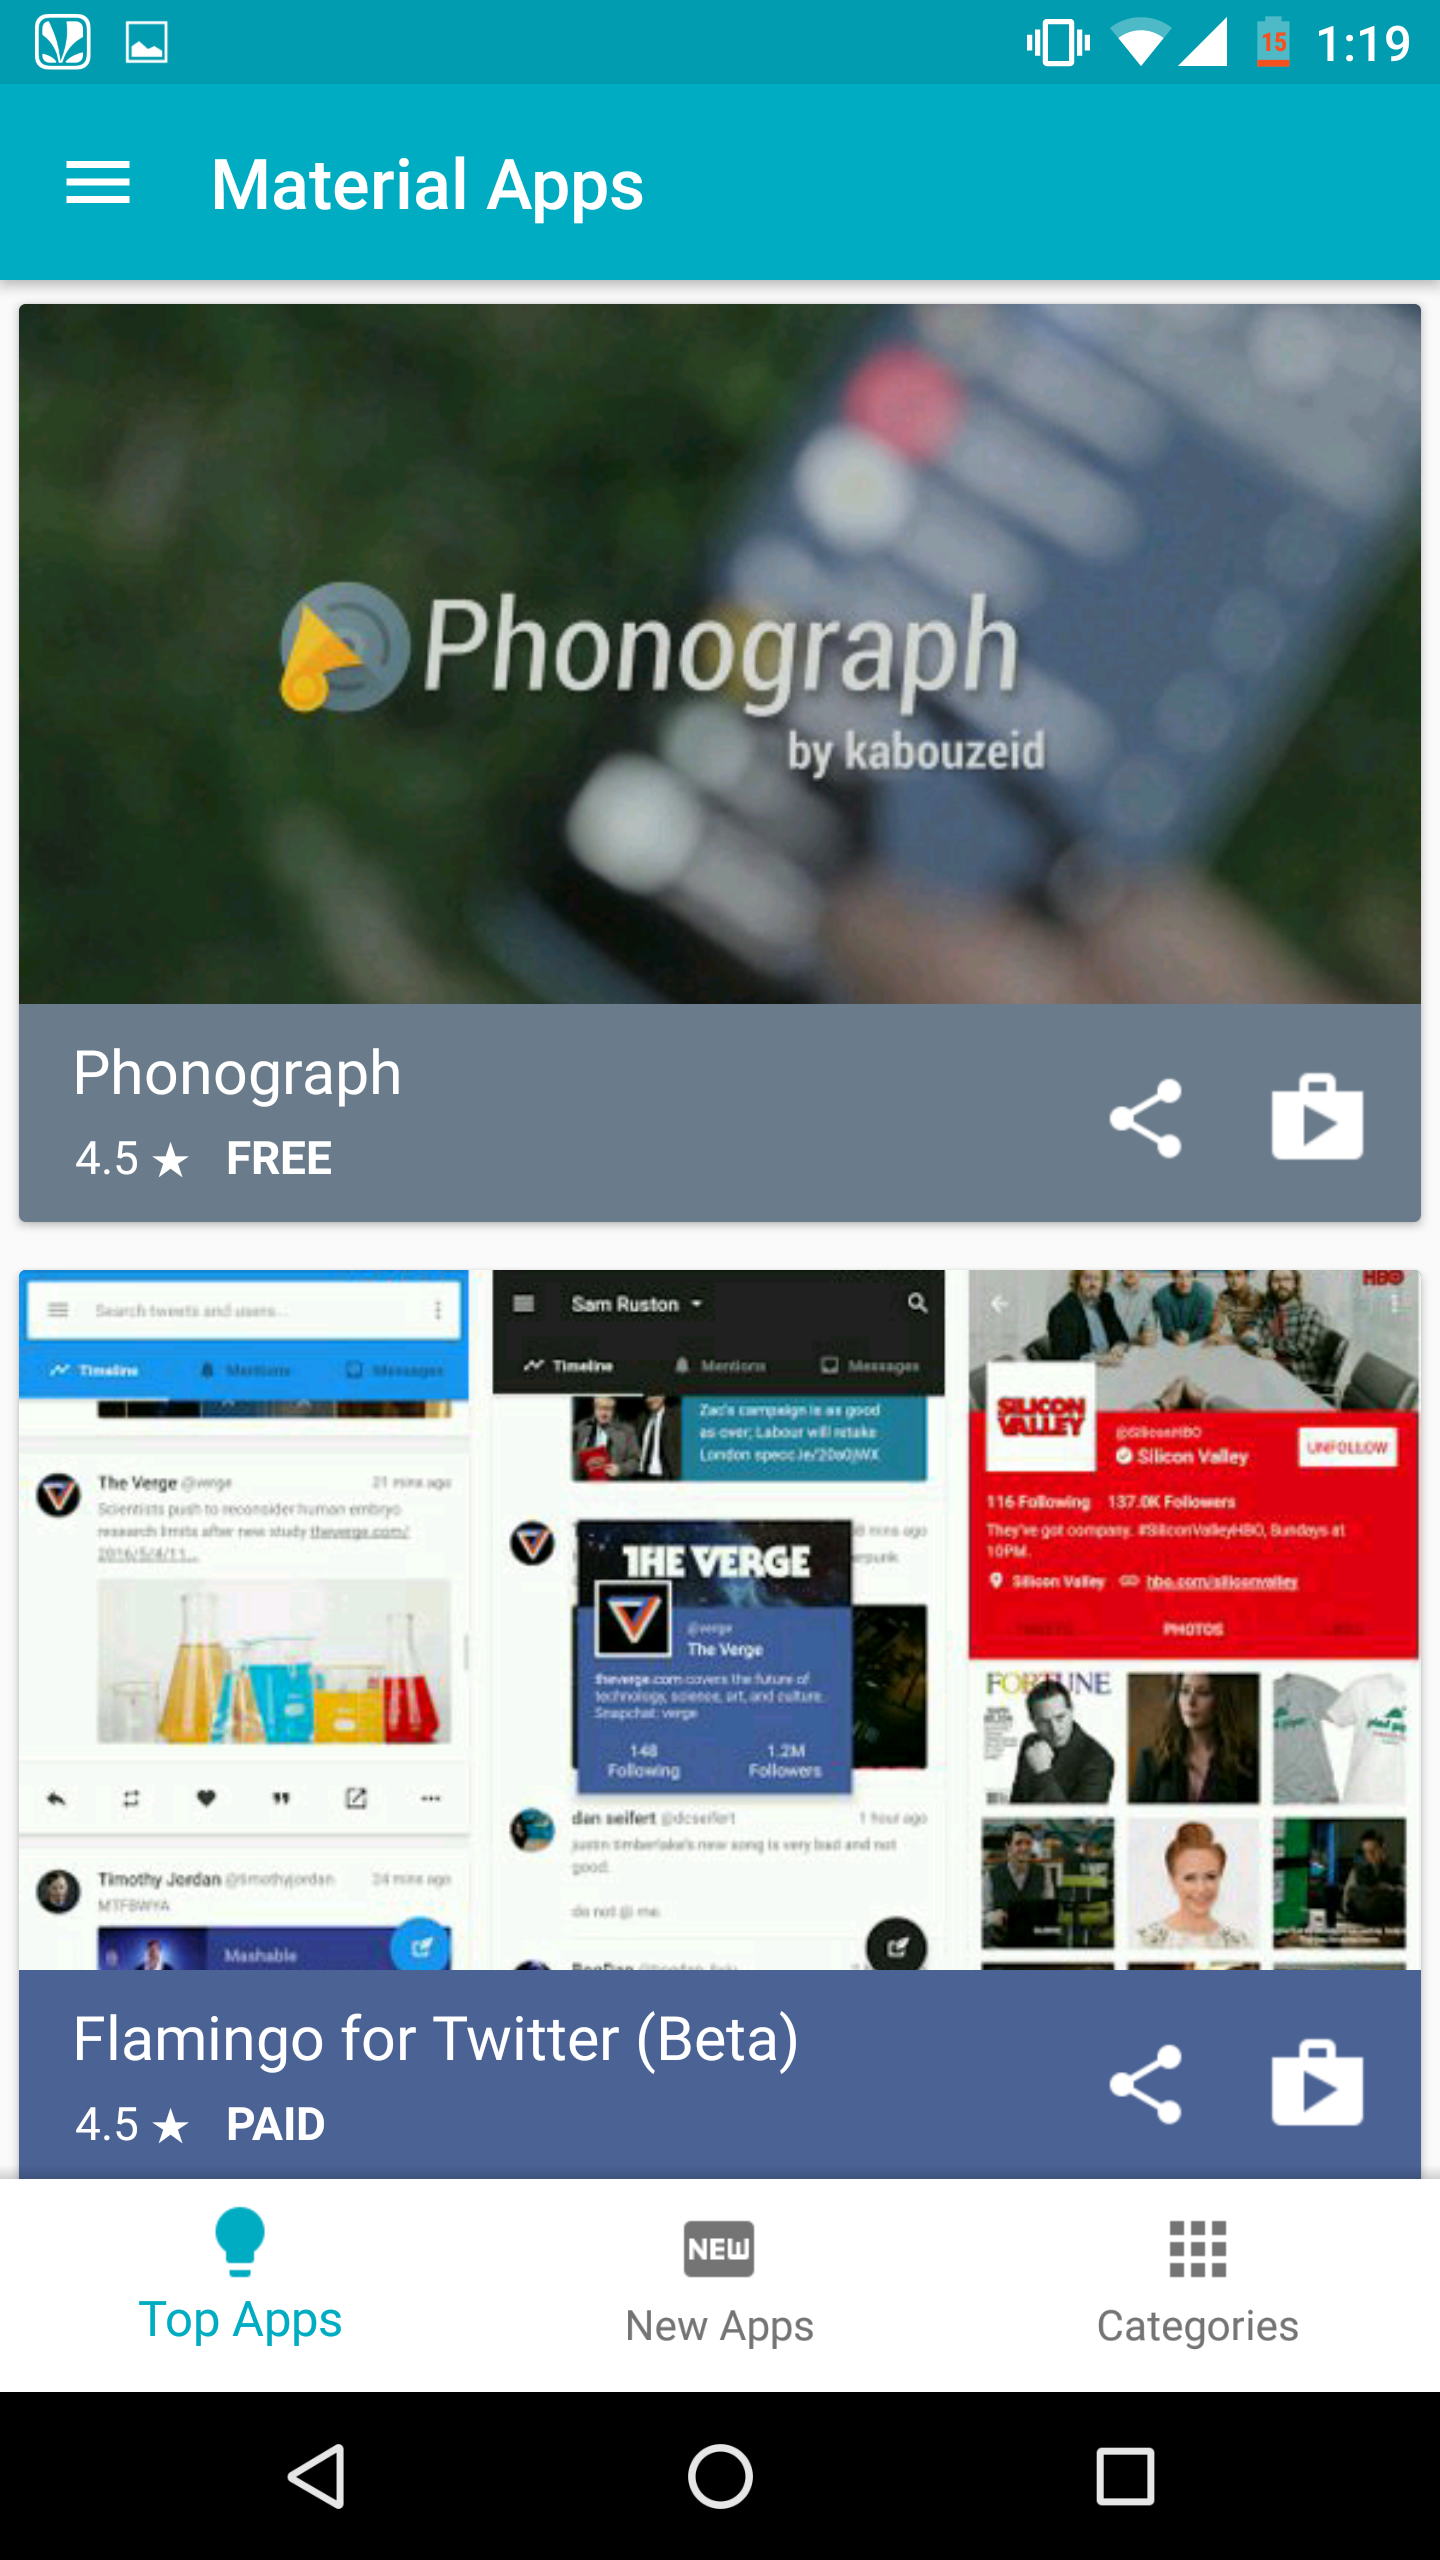 15 1:19
Material Apps
Phonograph
by kabouzeid
Phonograph
4.5 ★ FREE
Search tweets and users...
Timeline Mentions Messages
The Verge @verge 21 mins ago
Scientists push to reconsider human embryo
research limits after new study theverge.com/
2016/5/4/11...
Timothy Jordan @timothyjordan 24 mins ago
MTFBWYA
Mashable
Sam Ruston
Timeline Mentions Messages
Zac's campaign is as good
as over; Labour will retake
mins ago
THE VERGE
@verge
The Verge
theverge.com covers the future of
technology, science, art, and culture.
Snapchat: verge
148 1.2M
Following Followers
dan seifert @dcseifert 1 hour ago
justin timberlake's new song is very bad and not
good.
do not @ me.
HBO
SILICON
VALLEY
@SiliconHBO
Silicon Valley
UNFOLLOW
116 Following 137.0K Followers
They've got company. #SiliconValleyHBO, Sundays at
10PM.
Silicon Valley hbo.com/siliconvalley
PHOTOS
FORTUNE
Flamingo for Twitter (Beta)
4.5 ★ PAID
NEW
Top Apps New Apps Categories